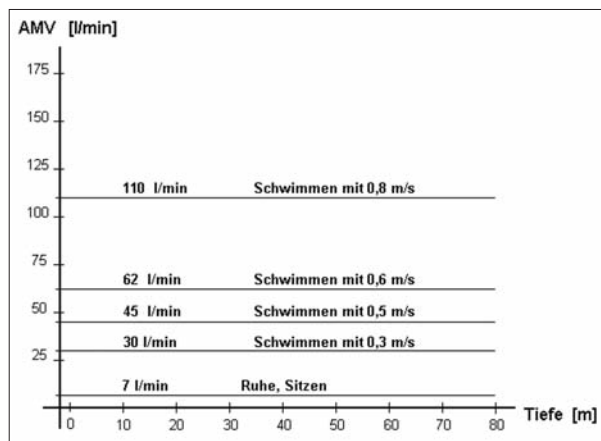 AMV [l/min]
175
150
125
110 l/min Schwimmen mit 0,8 m/s
100
75
62 l/min Schwimmen mit 0,6 m/s
50
45 l/min Schwimmen mit 0,5 m/s
30 l/min Schwimmen mit 0,3 m/s
25
7 l/min Ruhe, Sitzen
0 10 20 30 40 50 60 70 80 Tiefe [m]